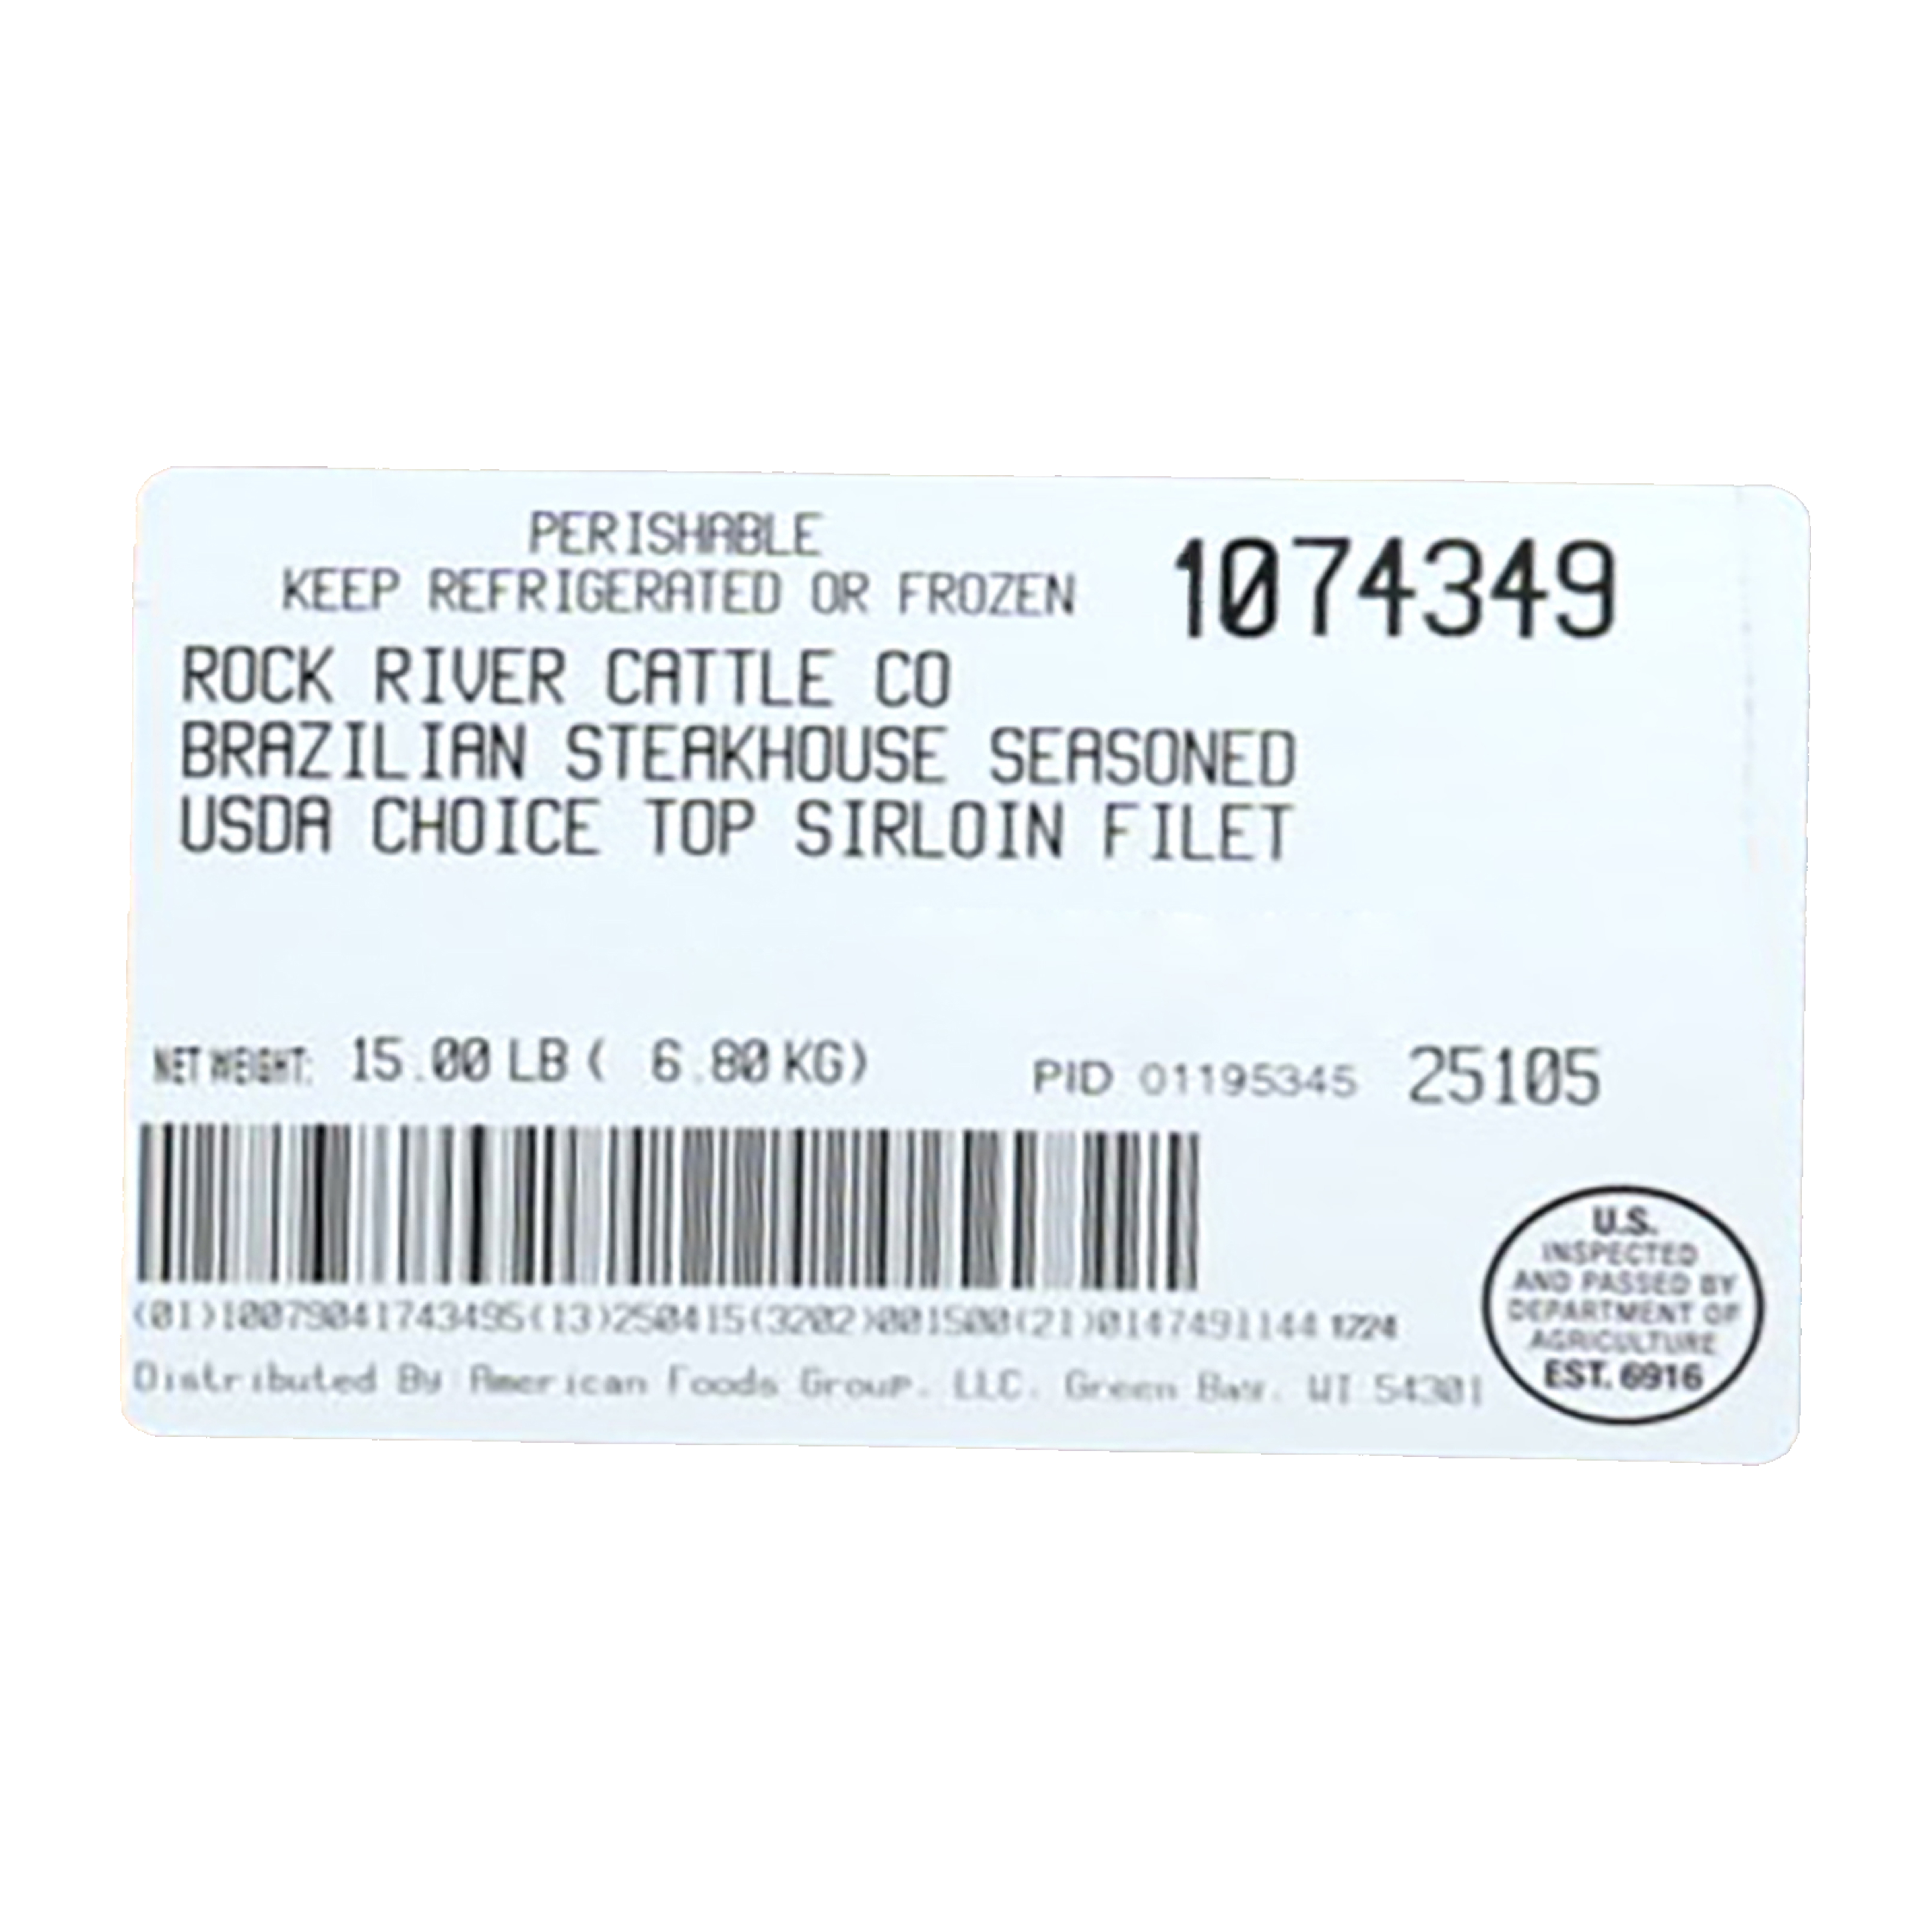 PERISHABLE
KEEP REFRIGERATED OR FROZEN
1074349
ROCK RIVER CATTLE CO
BRAZILIAN STEAKHOUSE SEASONED
USDA CHOICE TOP SIRLOIN FILET
NET WEIGHT: 15.00 LB ( 6.80 KG)
PID 01195345 25105
(01)10079041743495(13)250415(3202)001500(21)0147491144 1724
Distributed By American Foods Group, LLC. Green Bay, WI 54301
U.S.
INSPECTED
AND PASSED BY
DEPARTMENT OF
AGRICULTURE
EST. 6916